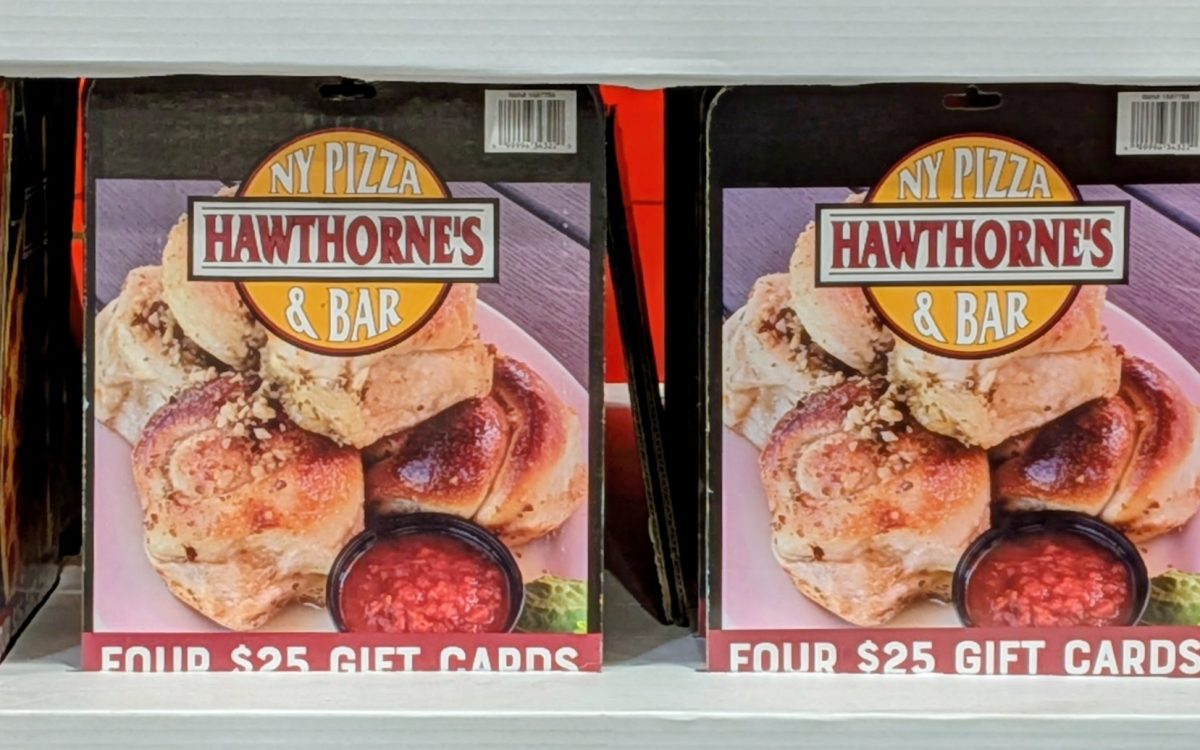 NY PIZZA
HAWTHORNE'S
& BAR
FOUR $25 GIFT CARDS
NY PIZZA
HAWTHORNE'S
& BAR
FOUR $25 GIFT CARDS